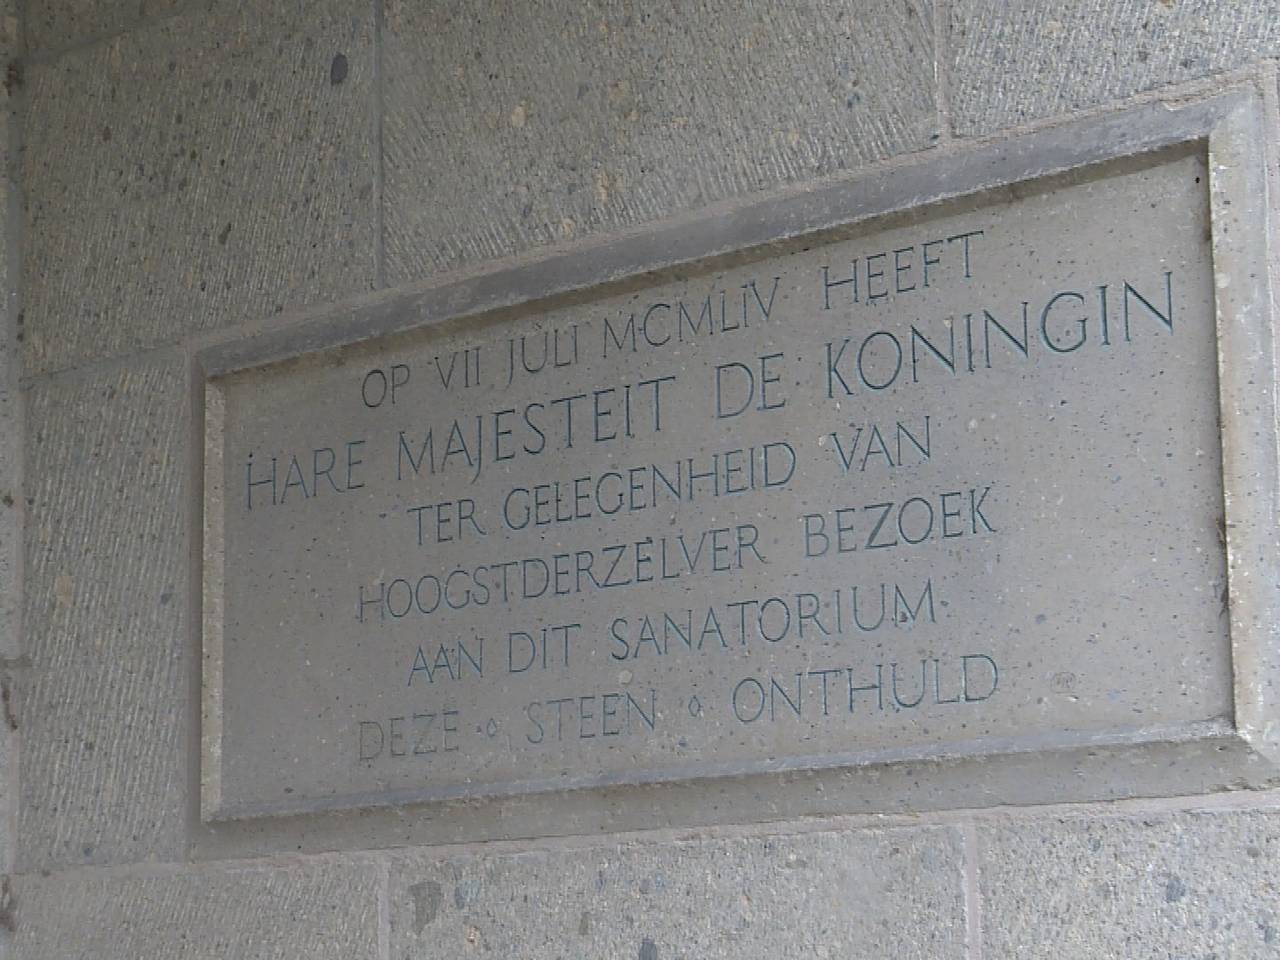 OP VII JULI MCMLIV HEEFT
HARE MAJESTEIT DE KONINGIN
TER GELEGENHEID VAN
HOOGSTDERZELVER BEZOEK
AAN DIT SANATORIUM
DEZE ⋄ STEEN ⋄ ONTHULD